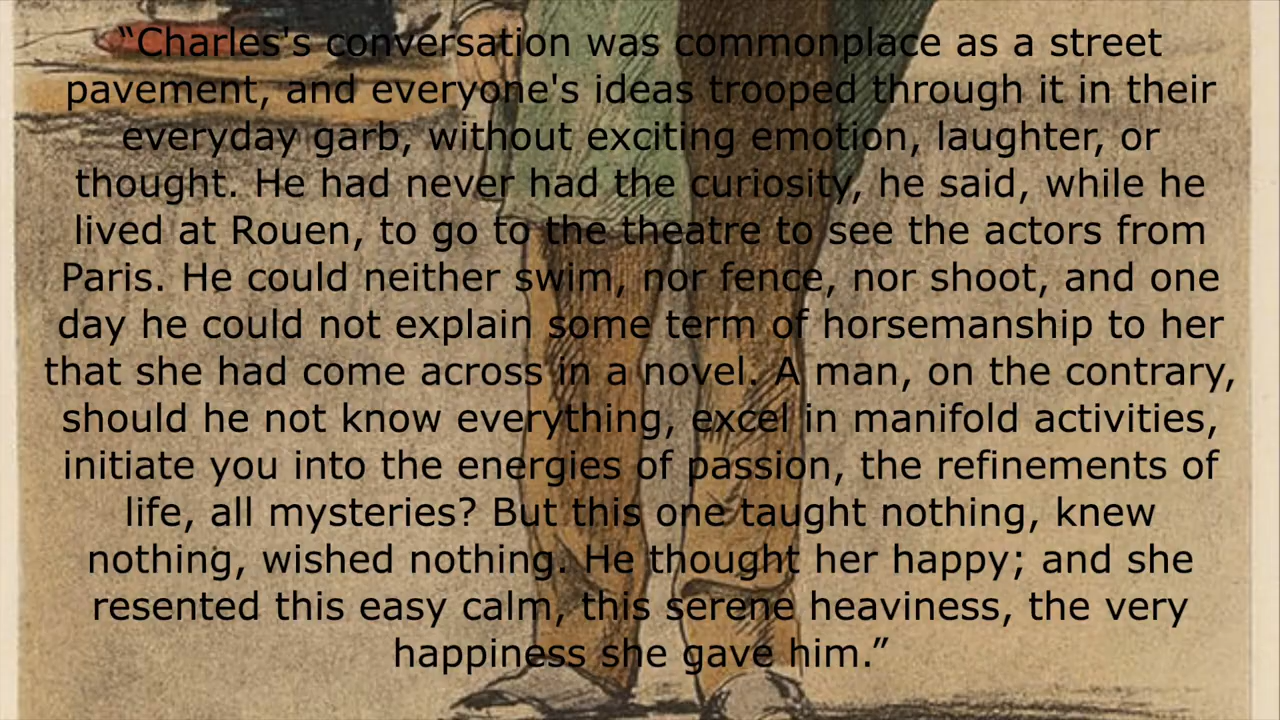 “Charles's conversation was commonplace as a street
pavement, and everyone's ideas trooped through it in their
everyday garb, without exciting emotion, laughter, or
thought. He had never had the curiosity, he said, while he
lived at Rouen, to go to the theatre to see the actors from
Paris. He could neither swim, nor fence, nor shoot, and one
day he could not explain some term of horsemanship to her
that she had come across in a novel. A man, on the contrary,
should he not know everything, excel in manifold activities,
initiate you into the energies of passion, the refinements of
life, all mysteries? But this one taught nothing, knew
nothing, wished nothing. He thought her happy; and she
resented this easy calm, this serene heaviness, the very
happiness she gave him.”